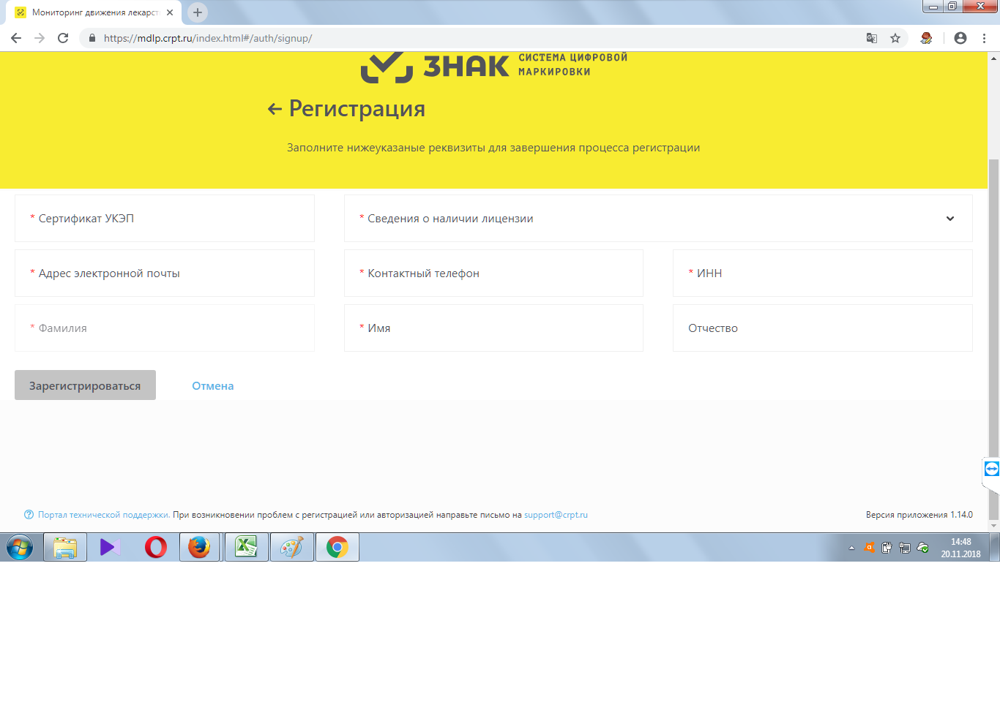 Мониторинг движения лекарст
https://mdlp.crpt.ru/index.html#/auth/signup/
ЗНАК
СИСТЕМА ЦИФРОВОЙ
МАРКИРОВКИ
← Регистрация
Заполните нижеуказаные реквизиты для завершения процесса регистрации
* Сертификат УКЭП
* Сведения о наличии лицензии
* Адрес электронной почты
* Контактный телефон
* ИНН
* Фамилия
* Имя
Отчество
Зарегистрироваться
Отмена
Портал технической поддержки. При возникновении проблем с регистрацией или авторизацией направьте письмо на support@crpt.ru
Версия приложения 1.14.0
14:48
20.11.2018